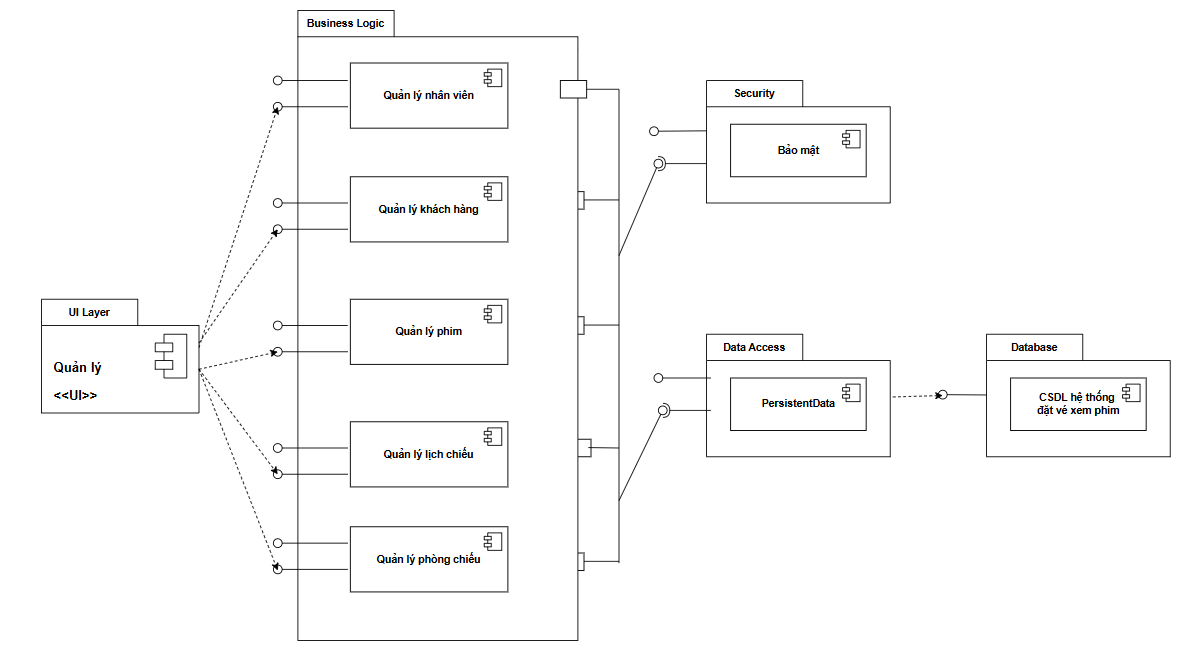 Business Logic
Quản lý nhân viên
Security
Bảo mật
Quản lý khách hàng
UI Layer
Quản lý
<<UI>>
Quản lý phim
Data Access
PersistentData
Database
CSDL hệ thống
đặt vé xem phim
Quản lý lịch chiếu
Quản lý phòng chiếu